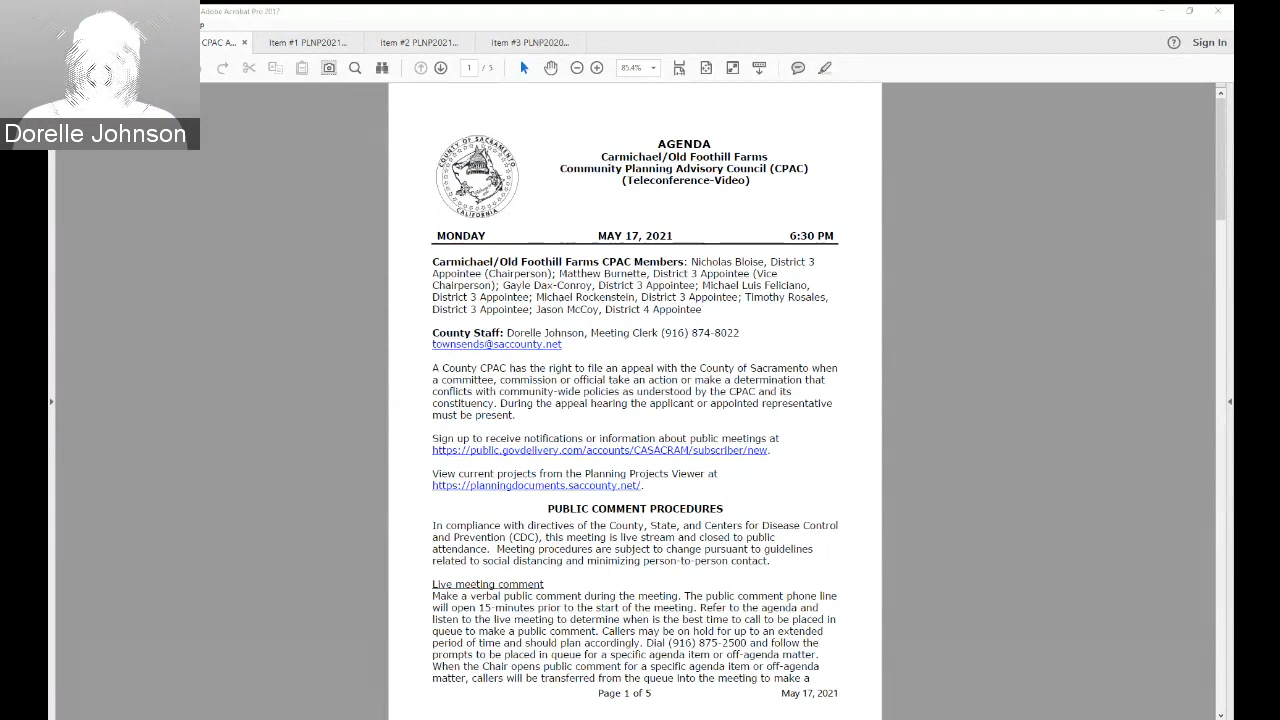 Adobe Acrobat Pro 2017
p
CPAC A... × Item #1 PLNP2021... Item #2 PLNP2021... Item #3 PLNP2020... ? Sign In
1 / 5 85.4%
Dorelle Johnson
COUNTY OF SACRAMENTO
CALIFORNIA
AGENDA
Carmichael/Old Foothill Farms
Community Planning Advisory Council (CPAC)
(Teleconference-Video)
MONDAY MAY 17, 2021 6:30 PM
Carmichael/Old Foothill Farms CPAC Members: Nicholas Bloise, District 3
Appointee (Chairperson); Matthew Burnette, District 3 Appointee (Vice
Chairperson); Gayle Dax-Conroy, District 3 Appointee; Michael Luis Feliciano,
District 3 Appointee; Michael Rockenstein, District 3 Appointee; Timothy Rosales,
District 3 Appointee; Jason McCoy, District 4 Appointee
County Staff: Dorelle Johnson, Meeting Clerk (916) 874-8022
townsends@saccounty.net
A County CPAC has the right to file an appeal with the County of Sacramento when
a committee, commission or official take an action or make a determination that
conflicts with community-wide policies as understood by the CPAC and its
constituency. During the appeal hearing the applicant or appointed representative
must be present.
Sign up to receive notifications or information about public meetings at
https://public.govdelivery.com/accounts/CASACRAM/subscriber/new.
View current projects from the Planning Projects Viewer at
https://planningdocuments.saccounty.net/.
PUBLIC COMMENT PROCEDURES
In compliance with directives of the County, State, and Centers for Disease Control
and Prevention (CDC), this meeting is live stream and closed to public
attendance. Meeting procedures are subject to change pursuant to guidelines
related to social distancing and minimizing person-to-person contact.
Live meeting comment
Make a verbal public comment during the meeting. The public comment phone line
will open 15-minutes prior to the start of the meeting. Refer to the agenda and
listen to the live meeting to determine when is the best time to call to be placed in
queue to make a public comment. Callers may be on hold for up to an extended
period of time and should plan accordingly. Dial (916) 875-2500 and follow the
prompts to be placed in queue for a specific agenda item or off-agenda matter.
When the Chair opens public comment for a specific agenda item or off-agenda
matter, callers will be transferred from the queue into the meeting to make a
Page 1 of 5 May 17, 2021